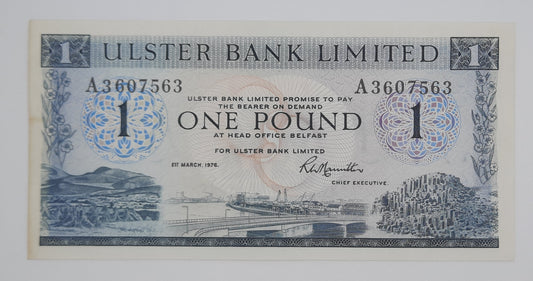 1 ULSTER BANK LIMITED 1
A3607563 A3607563
ULSTER BANK LIMITED PROMISE TO PAY
THE BEARER ON DEMAND
1 ONE POUND 1
AT HEAD OFFICE BELFAST
FOR ULSTER BANK LIMITED
1ST MARCH, 1976.
CHIEF EXECUTIVE.